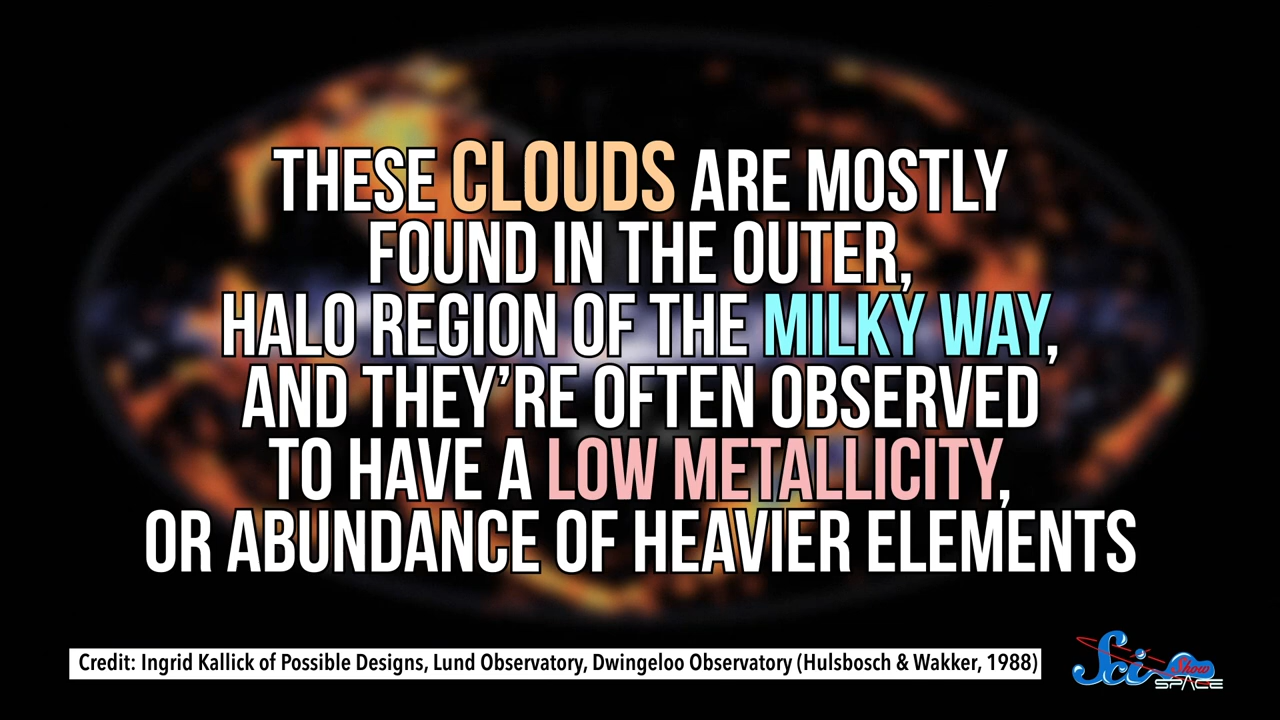 THESE CLOUDS ARE MOSTLY
FOUND IN THE OUTER,
HALO REGION OF THE MILKY WAY,
AND THEY'RE OFTEN OBSERVED
TO HAVE A LOW METALLICITY,
OR ABUNDANCE OF HEAVIER ELEMENTS
Credit: Ingrid Kallick of Possible Designs, Lund Observatory, Dwingeloo Observatory (Hulsbosch & Wakker, 1988)
Sci Show
SPACE